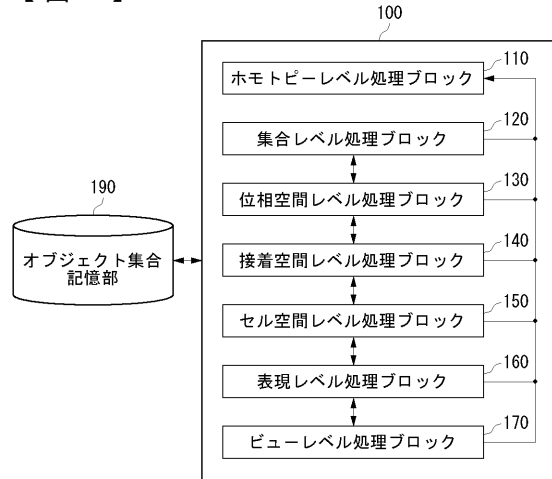 100
110
ホモトピーレベル処理ブロック
120
集合レベル処理ブロック
130
位相空間レベル処理ブロック
140
接着空間レベル処理ブロック
150
セル空間レベル処理ブロック
160
表現レベル処理ブロック
170
ビューレベル処理ブロック
190
オブジェクト集合
記憶部